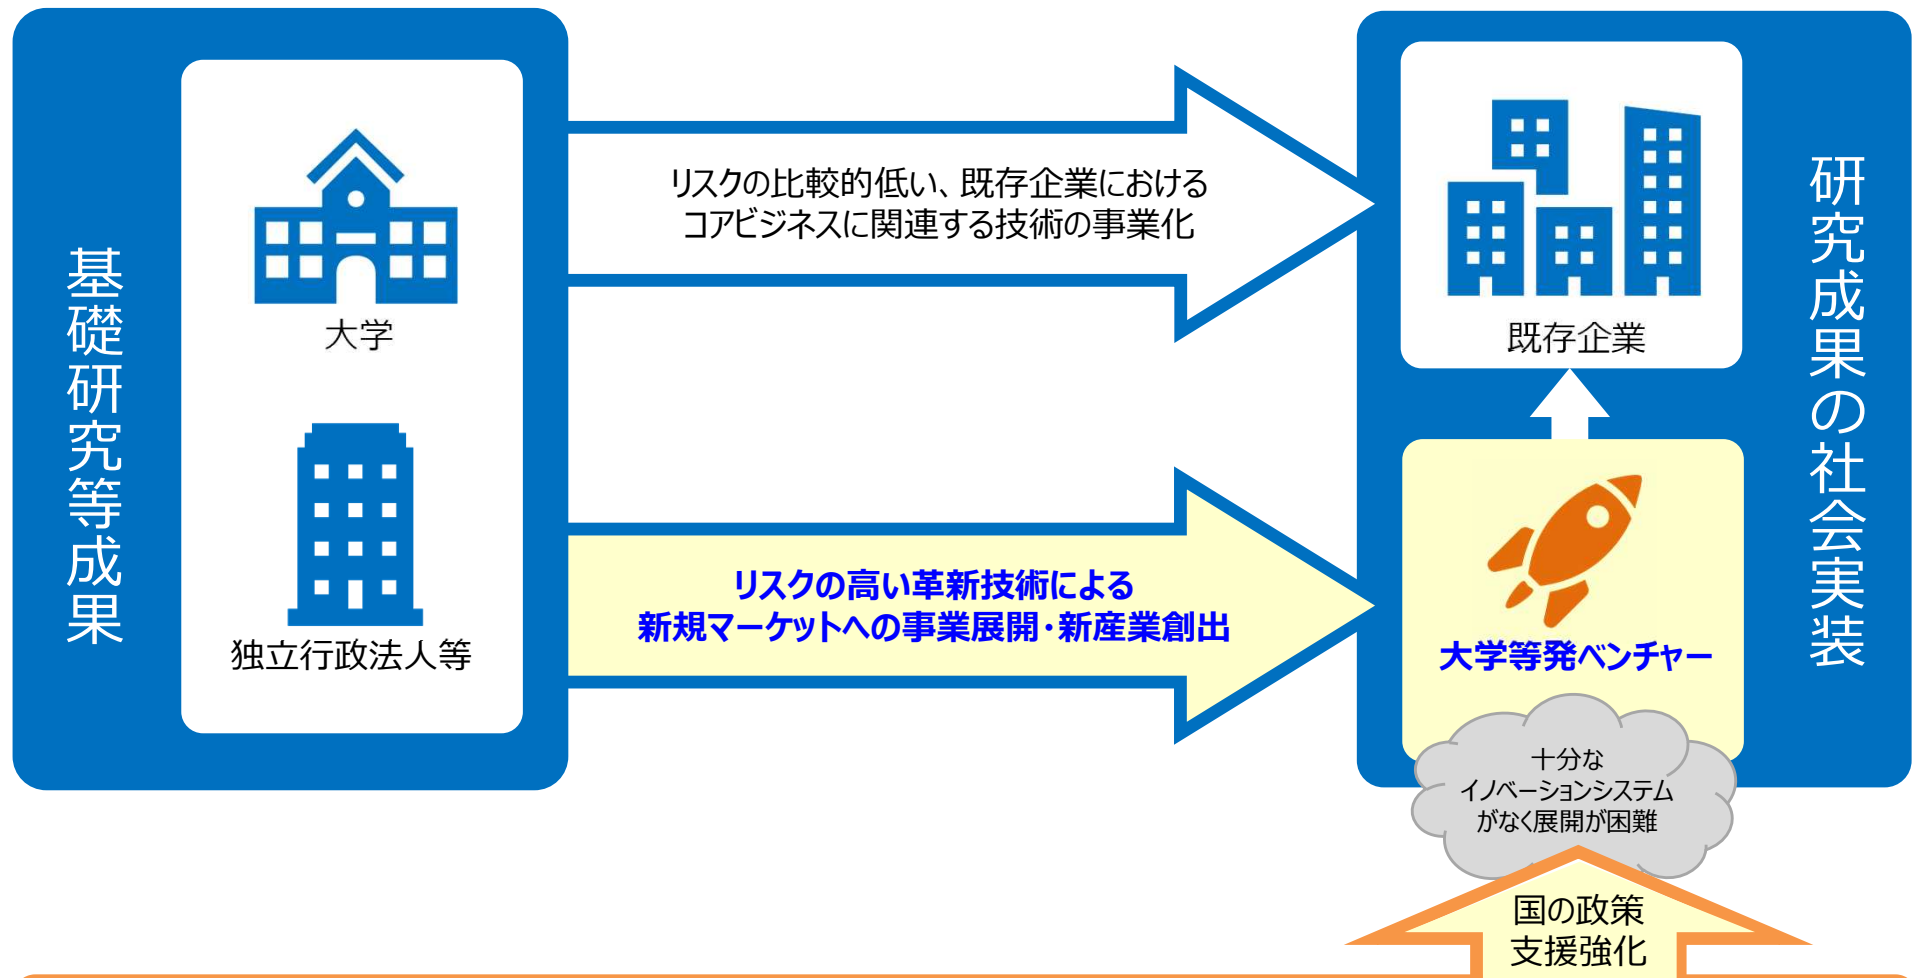 基礎研究等成果
大学
独立行政法人等
リスクの比較的低い、既存企業における
コアビジネスに関連する技術の事業化
リスクの高い革新技術による
新規マーケットへの事業展開・新産業創出
既存企業
大学等発ベンチャー
十分な
イノベーションシステム
がなく展開が困難
国の政策
支援強化
研究成果の社会実装